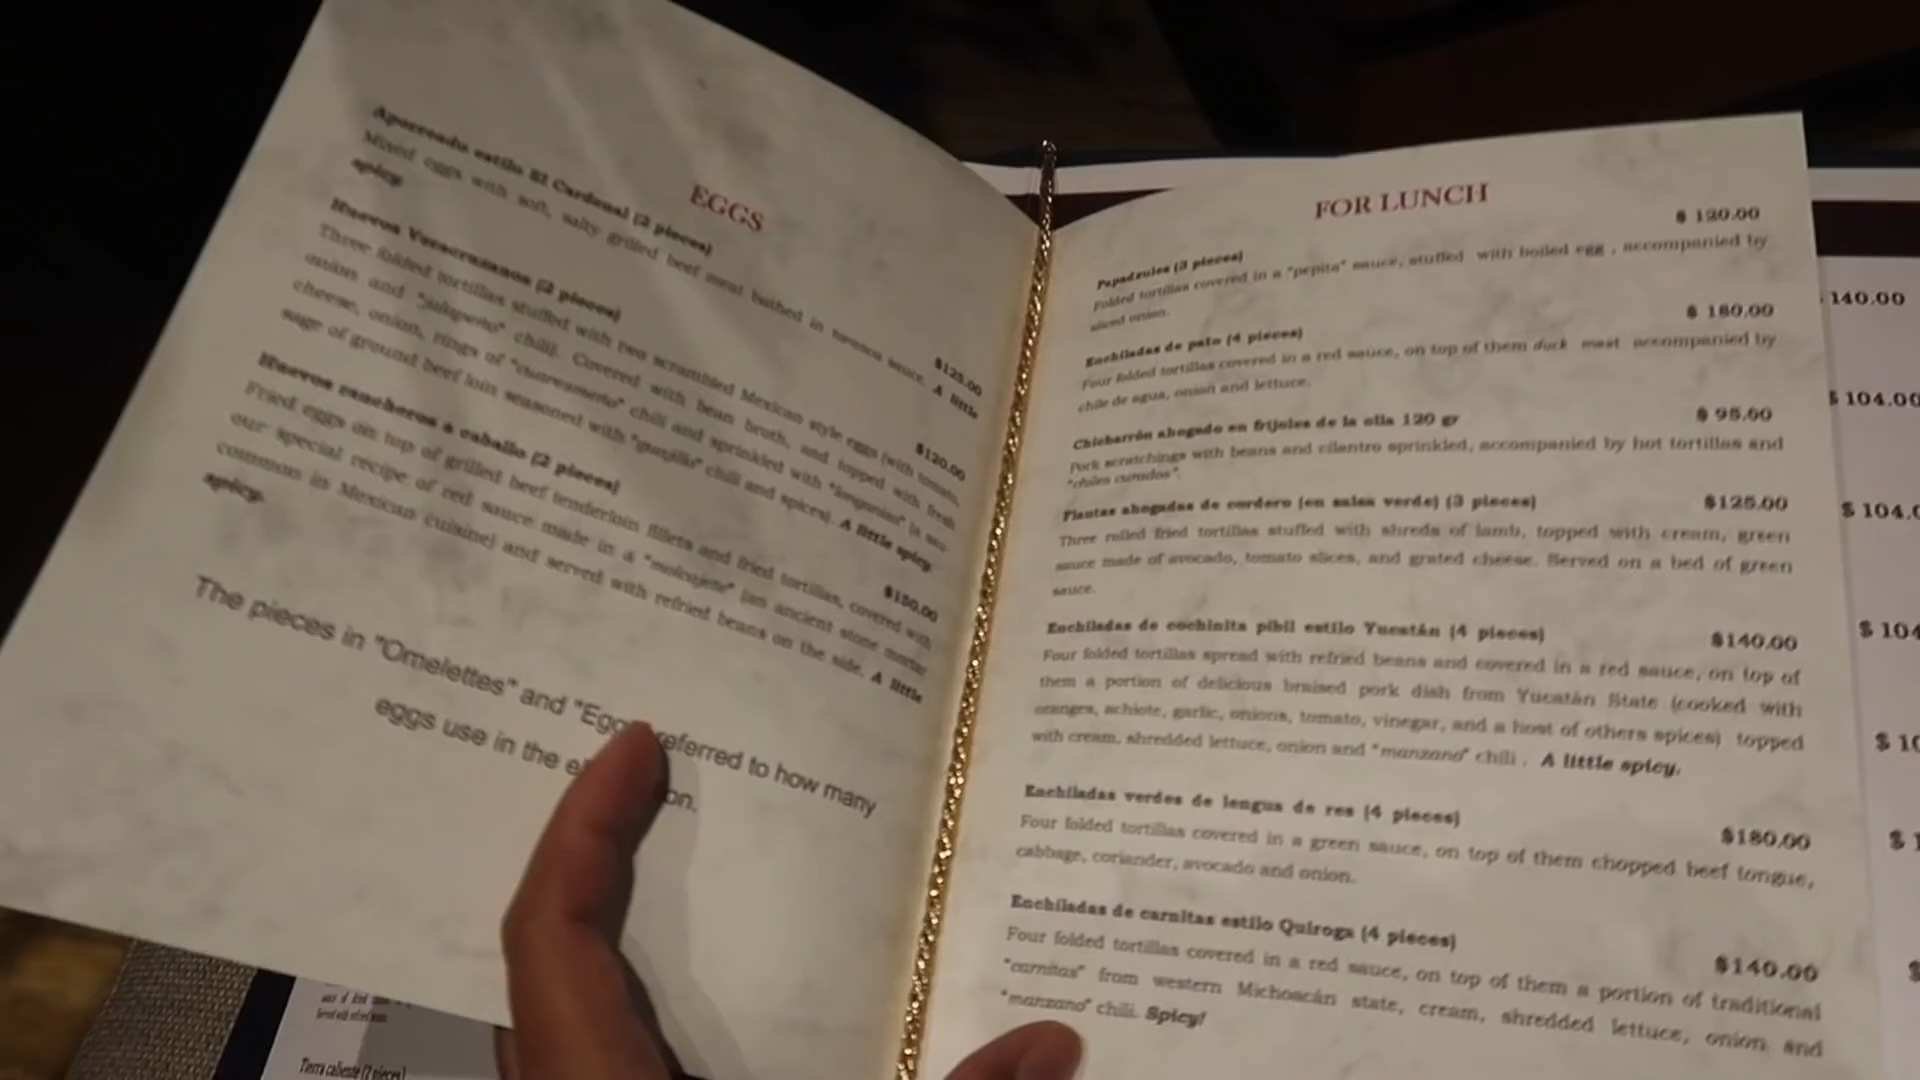 EGGS
Aporreado estilo El Cardenal (2 pieces)
$125.00
Mixed eggs with soft, salty grilled beef meat bathed in sauce. A little
spicy.
Huevos Veracruzanos (2 pieces)
$120.00
Three folded tortillas stuffed with two scrambled Mexican style eggs (with tomato,
onion and "jalapeño" chili). Covered with bean broth, and topped with fresh
cheese, onion, rings of "cuaresmeño" chili and sprinkled with "longaniza" (a sau-
sage of ground beef loin seasoned with "guajillo" chili and spices). A little spicy.
Huevos rancheros a caballo (2 pieces)
Fried eggs on top of grilled beef tenderloin fillets and fried tortillas, covered with
our special recipe of red sauce made in a "molcajete" (an ancient stone mortar
common in Mexican cuisine) and served with refried beans on the side. A little
spicy.
The pieces in "Omelettes" and "Eggs referred to how many
eggs use in the
FOR LUNCH
$ 120.00
Papadzules (3 pieces)
Folded tortillas covered in a "pepita" sauce, stuffed with boiled egg , accompanied by
sliced onion.
Enchiladas de pato (4 pieces)
Four folded tortillas covered in a red sauce, on top of them duck meat accompanied by
chile de agua, onion and lettuce.
Chicharrón ahogado en frijoles de la olla 120 gr
$ 95.00
Pork scratchings with beans and cilantro sprinkled, accompanied by hot tortillas and
"chiles curados".
Flautas ahogadas de cordero (en salsa verde) (3 pieces)
$125.00
Three rolled fried tortillas stuffed with shreds of lamb, topped with cream, green
sauce made of avocado, tomato slices, and grated cheese. Served on a bed of green
sauce.
Enchiladas de cochinita pibil estilo Yucatán (4 pieces)
$140.00
Four folded tortillas spread with refried beans and covered in a red sauce, on top of
them a portion of delicious braised pork dish from Yucatán State (cooked with
oranges, achiote, garlic, onions, tomato, vinegar, and a host of others spices) topped
with cream, shredded lettuce, onion and "manzano" chili . A little spicy.
Enchiladas verdes de lengua de res (4 pieces)
Four folded tortillas covered in a green sauce, on top of them chopped beef tongue,
cabbage, coriander, avocado and onion.
Enchiladas de carnitas estilo Quiroga (4 pieces)
$140.00
Four folded tortillas covered in a red sauce, on top of them a portion of traditional
"carnitas" from western Michoacán state, cream, shredded lettuce, onion and
"manzano" chili. Spicy!
140.00
$ 104.00
$ 104.
$ 104
Tierra caliente (2 pieces)